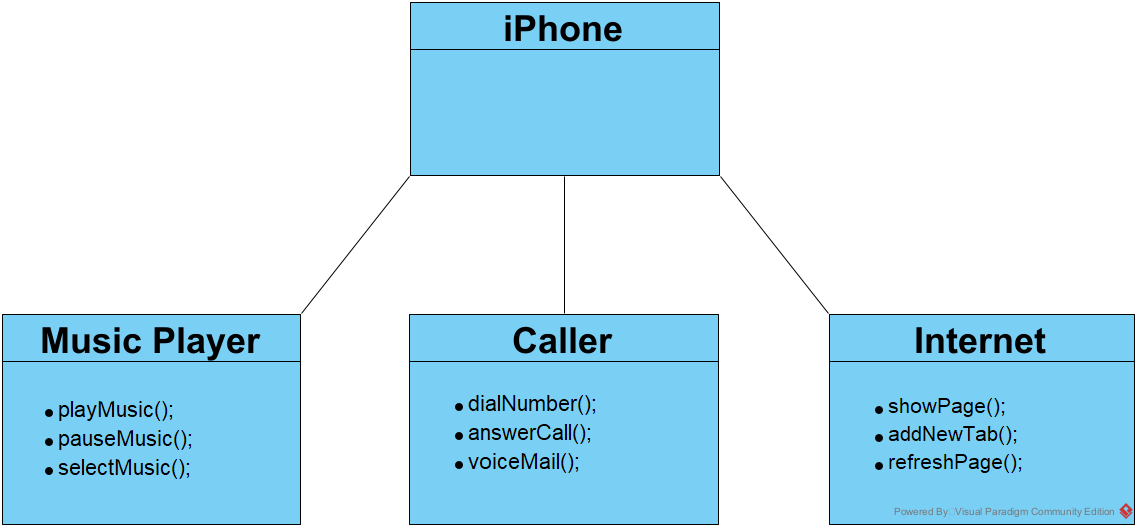 iPhone
Music Player
• playMusic();
• pauseMusic();
• selectMusic();
Caller
• dialNumber();
• answerCall();
• voiceMail();
Internet
• showPage();
• addNewTab();
• refreshPage();
Powered By: .Visual Paradigm Community Edition